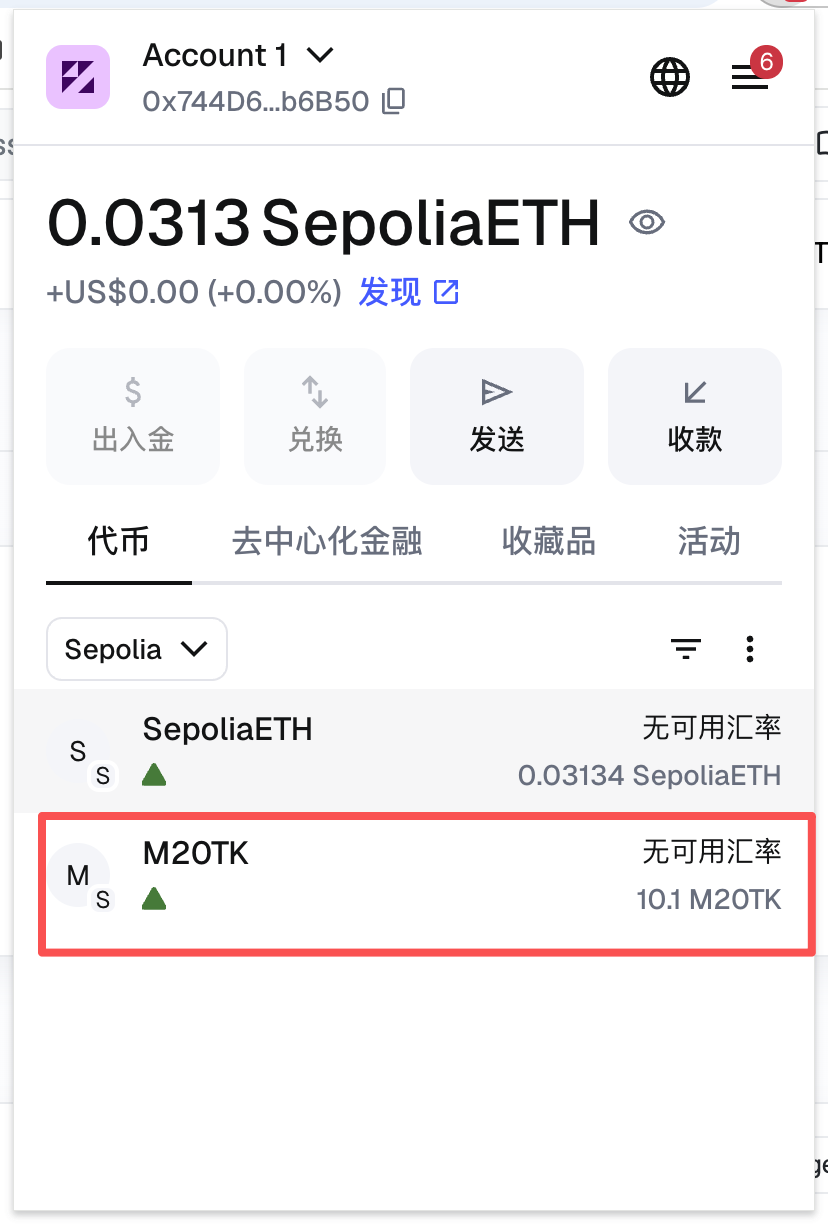 Account 1
0x744D6...b6B50
6
0.0313 SepoliaETH
+US$0.00 (+0.00%) 发现
$
出入金 兑换 发送 收款
代币 去中心化金融 收藏品 活动
Sepolia
S
S
SepoliaETH 无可用汇率
0.03134 SepoliaETH
M
S
M20TK 无可用汇率
10.1 M20TK